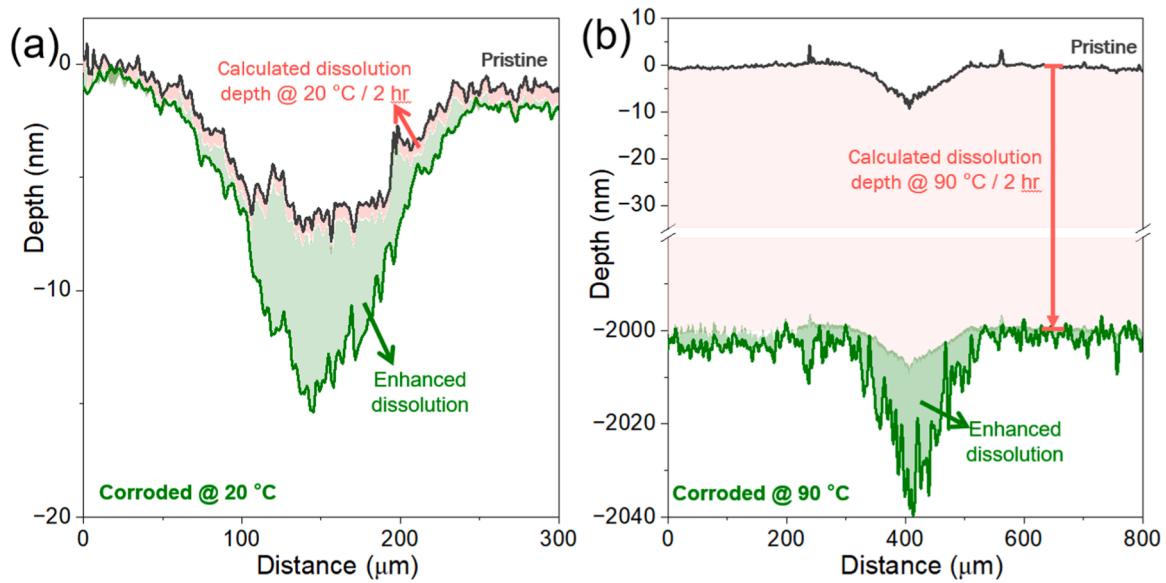 (a)
Pristine
Calculated dissolution
depth @ 20 °C / 2 hr
Enhanced
dissolution
Corroded @ 20 °C
0
−10
−20
Depth (nm)
0
100
200
300
Distance (μm)
(b)
Pristine
Calculated dissolution
depth @ 90 °C / 2 hr
Enhanced
dissolution
Corroded @ 90 °C
10
0
−10
−20
−30
−2000
−2020
−2040
Depth (nm)
0
200
400
600
800
Distance (μm)